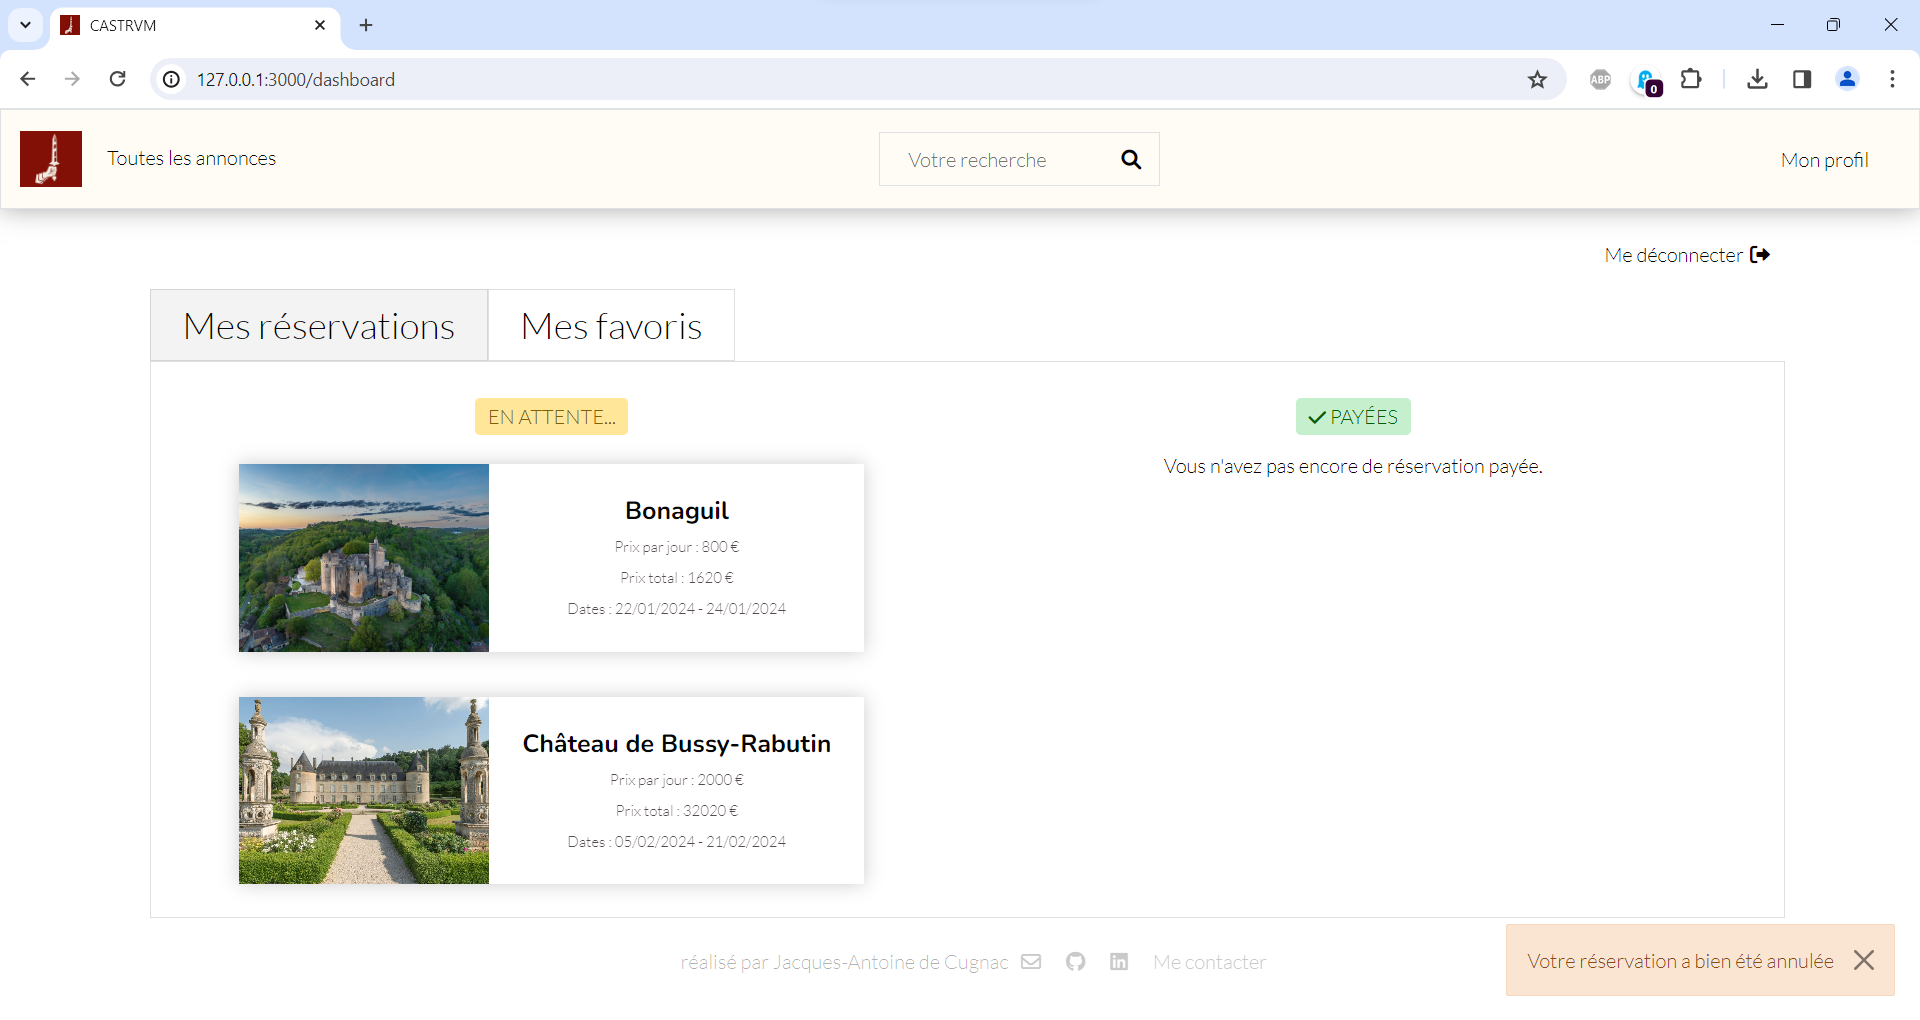 CASTRVM
127.0.0.1:3000/dashboard
ABP
0
Toutes les annonces
Votre recherche
Mon profil
Me déconnecter
Mes réservations
Mes favoris
EN ATTENTE...
Bonaguil
Prix par jour : 800 €
Prix total : 1620 €
Dates : 22/01/2024 - 24/01/2024
Château de Bussy-Rabutin
Prix par jour : 2000 €
Prix total : 32020 €
Dates : 05/02/2024 - 21/02/2024
PAYÉES
Vous n'avez pas encore de réservation payée.
réalisé par Jacques-Antoine de Cugnac
in
Me contacter
Votre réservation a bien été annulée